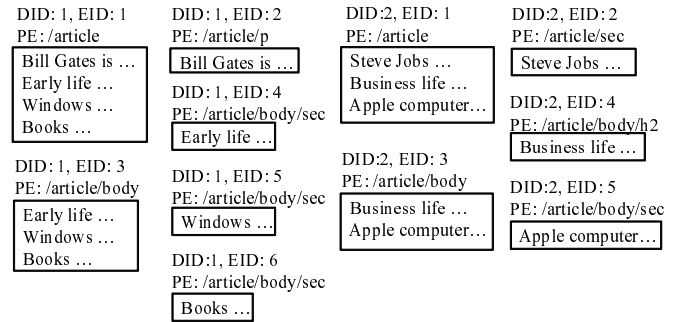 DID: 1, EID: 1
PE: /article
Bill Gates is …
Early life …
Windows …
Books …
DID: 1, EID: 3
PE: /article/body
Early life …
Windows …
Books …
DID: 1, EID: 2
PE: /article/p
Bill Gates is …
DID: 1, EID: 4
PE: /article/body/sec
Early life …
DID: 1, EID: 5
PE: /article/body/sec
Windows …
DID:1, EID: 6
PE: /article/body/sec
Books …
DID:2, EID: 1
PE: /article
Steve Jobs …
Business life …
Apple computer…
DID:2, EID: 3
PE: /article/body
Business life …
Apple computer…
DID:2, EID: 2
PE: /article/sec
Steve Jobs …
DID:2, EID: 4
PE: /article/body/h2
Business life …
DID:2, EID: 5
PE: /article/body/sec
Apple computer…